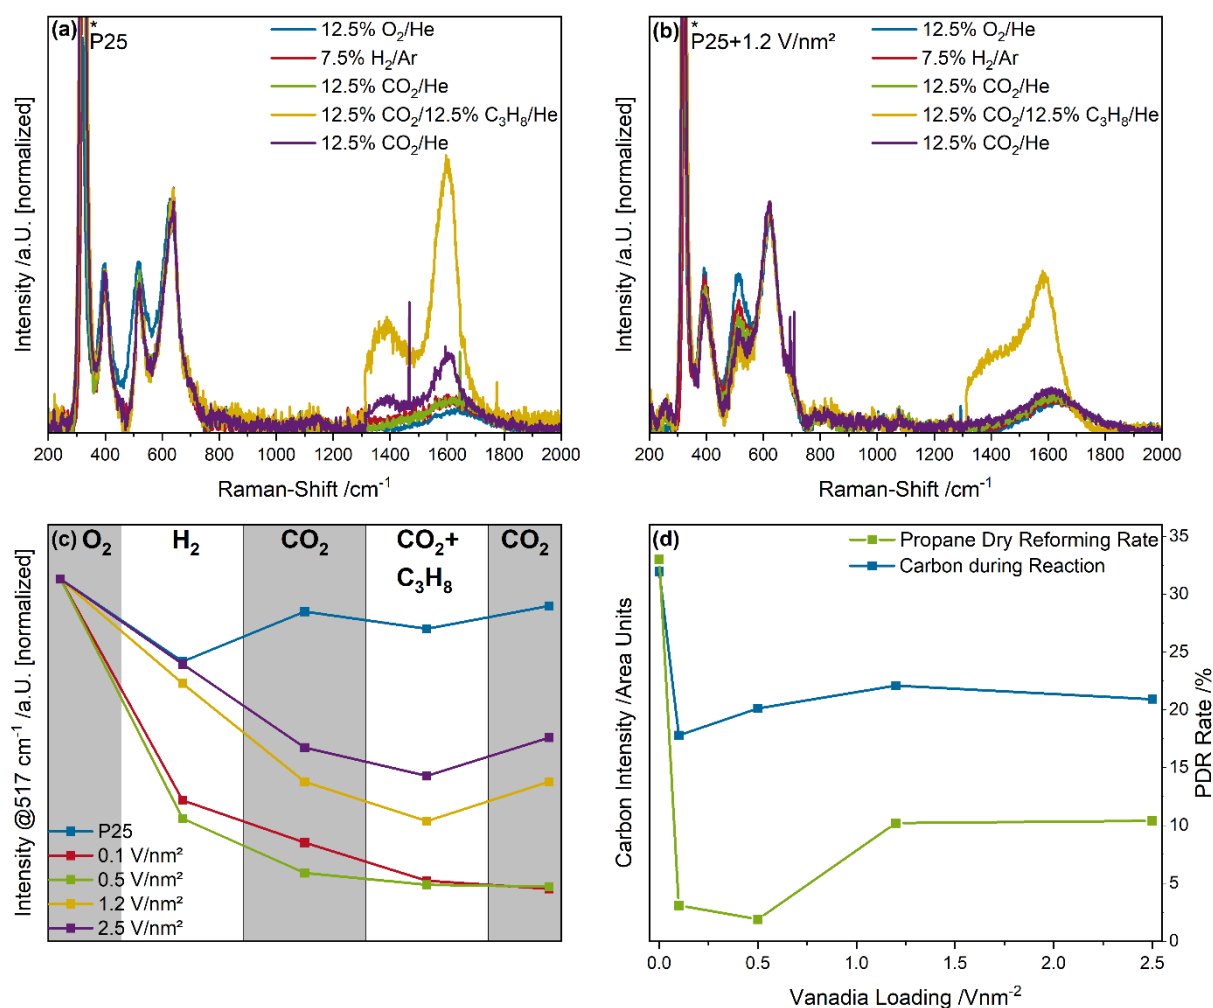 (a)
*
P25
12.5% O₂/He
7.5% H₂/Ar
12.5% CO₂/He
12.5% CO₂/12.5% C₃H₈/He
12.5% CO₂/He
Intensity /a.U. [normalized]
200 400 600 800 1000 1200 1400 1600 1800 2000
Raman-Shift /cm⁻¹
(b)
*
P25+1.2 V/nm²
12.5% O₂/He
7.5% H₂/Ar
12.5% CO₂/He
12.5% CO₂/12.5% C₃H₈/He
12.5% CO₂/He
Intensity /a.U. [normalized]
200 400 600 800 1000 1200 1400 1600 1800 2000
Raman-Shift /cm⁻¹
(c)
O₂ H₂ CO₂ CO₂+ CO₂
C₃H₈
Intensity @517 cm⁻¹ /a.U. [normalized]
P25
0.1 V/nm²
0.5 V/nm²
1.2 V/nm²
2.5 V/nm²
(d)
Propane Dry Reforming Rate
Carbon during Reaction
Carbon Intensity /Area Units
35
30
25
20
15
10
5
0
PDR Rate /%
0.0 0.5 1.0 1.5 2.0 2.5
Vanadia Loading /Vnm⁻²